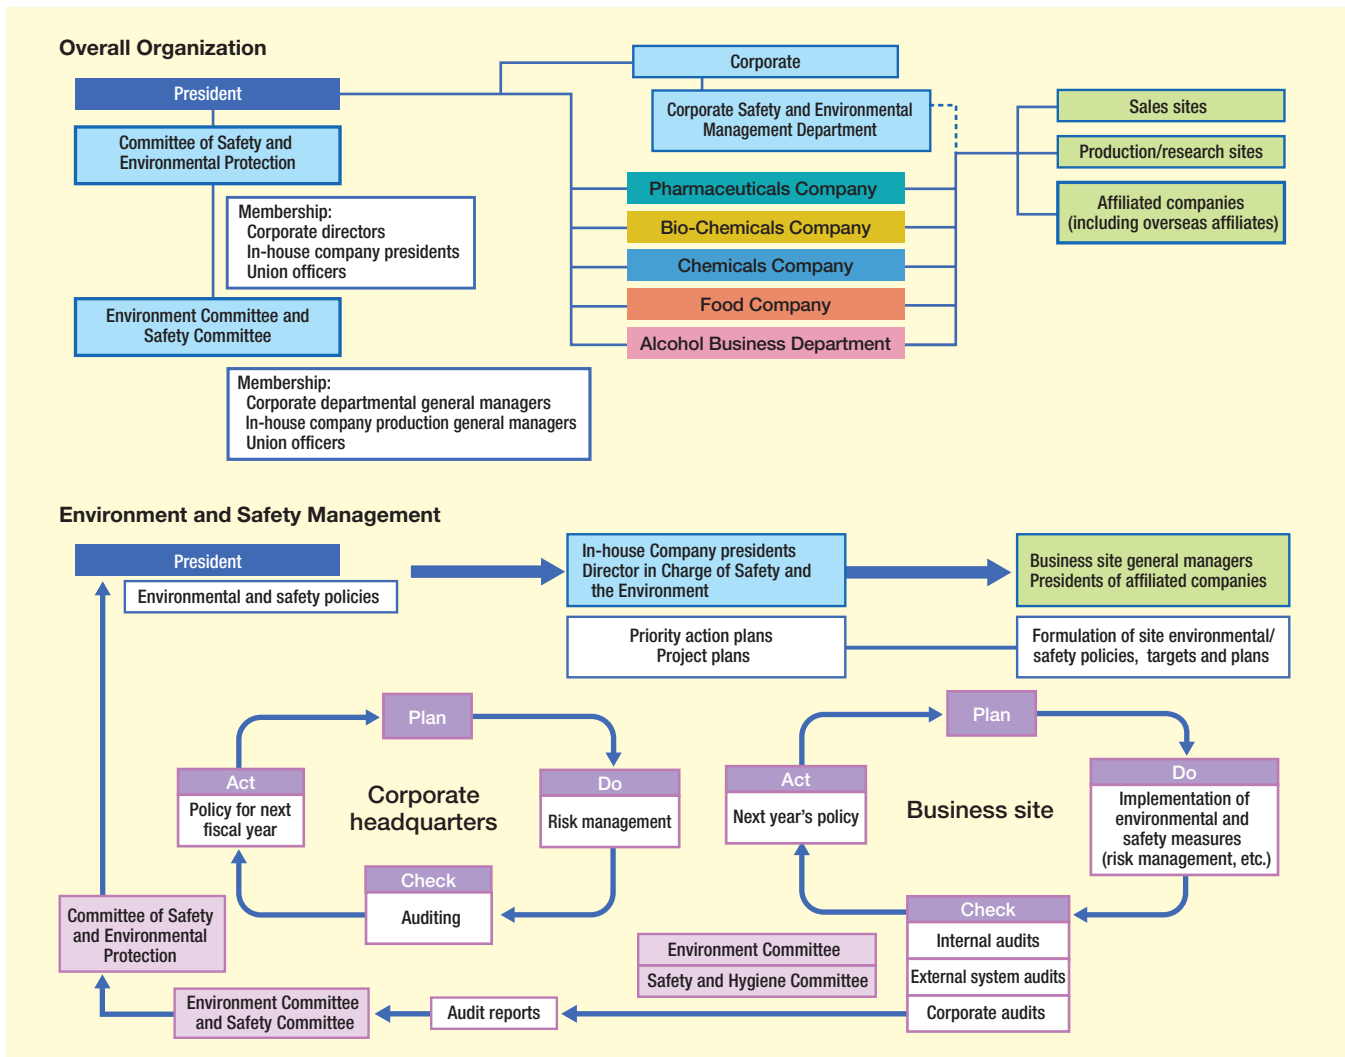 Overall Organization
President
Committee of Safety and
Environmental Protection
Membership:
Corporate directors
In-house company presidents
Union officers
Environment Committee and
Safety Committee
Membership:
Corporate departmental general managers
In-house company production general managers
Union officers
Corporate
Corporate Safety and Environmental
Management Department
Pharmaceuticals Company
Bio-Chemicals Company
Chemicals Company
Food Company
Alcohol Business Department
Sales sites
Production/research sites
Affiliated companies
(including overseas affiliates)
Environment and Safety Management
President
Environmental and safety policies
In-house Company presidents
Director in Charge of Safety and
the Environment
Business site general managers
Presidents of affiliated companies
Priority action plans
Project plans
Formulation of site environmental/
safety policies, targets and plans
Plan
Act
Policy for next
fiscal year
Corporate
headquarters
Do
Risk management
Check
Auditing
Plan
Act
Next year's policy
Business site
Do
Implementation of
environmental and
safety measures
(risk management, etc.)
Check
Internal audits
External system audits
Corporate audits
Environment Committee
Safety and Hygiene Committee
Committee of Safety
and Environmental
Protection
Environment Committee
and Safety Committee
Audit reports